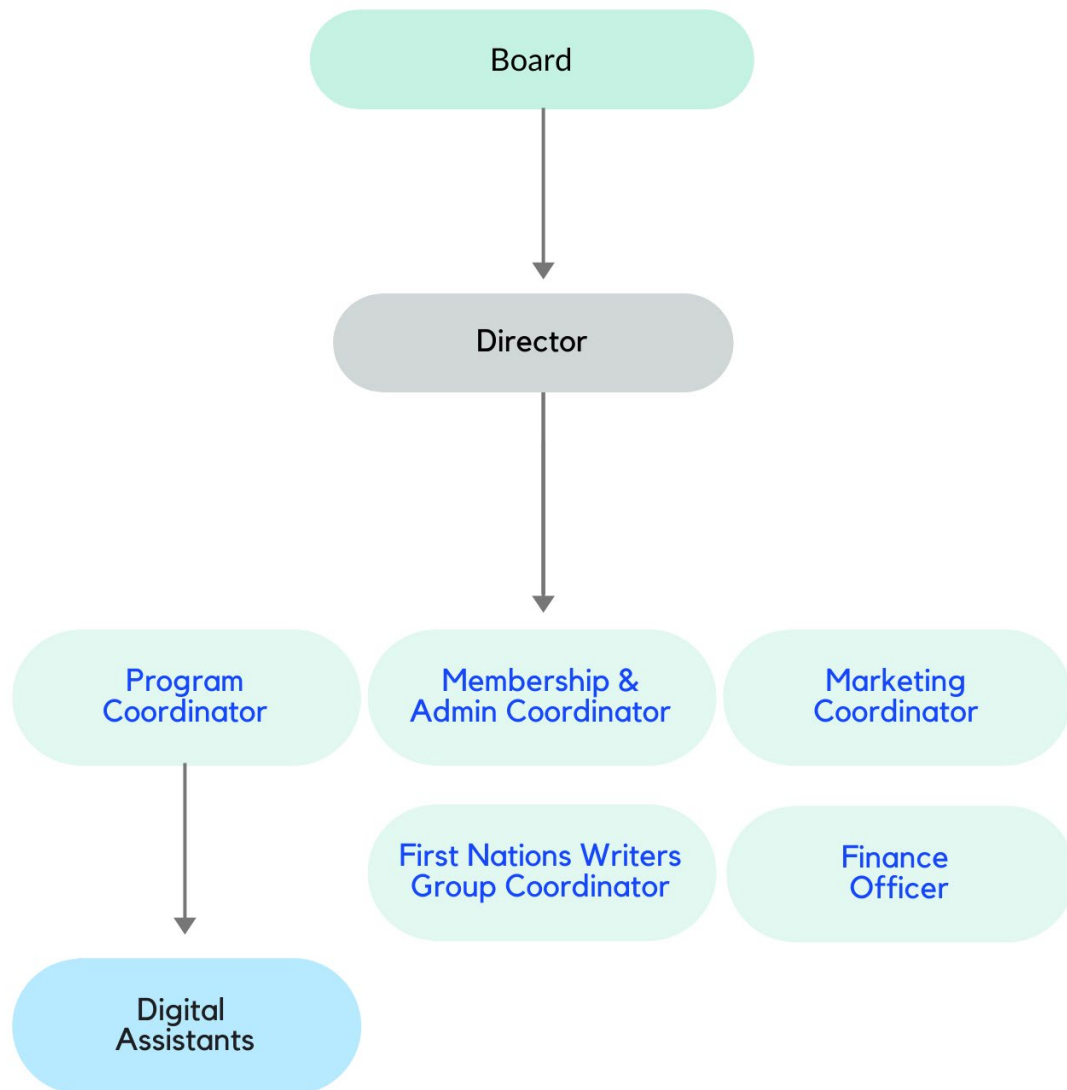 Board
Director
Program
Coordinator
Membership &
Admin Coordinator
Marketing
Coordinator
First Nations Writers
Group Coordinator
Finance
Officer
Digital
Assistants